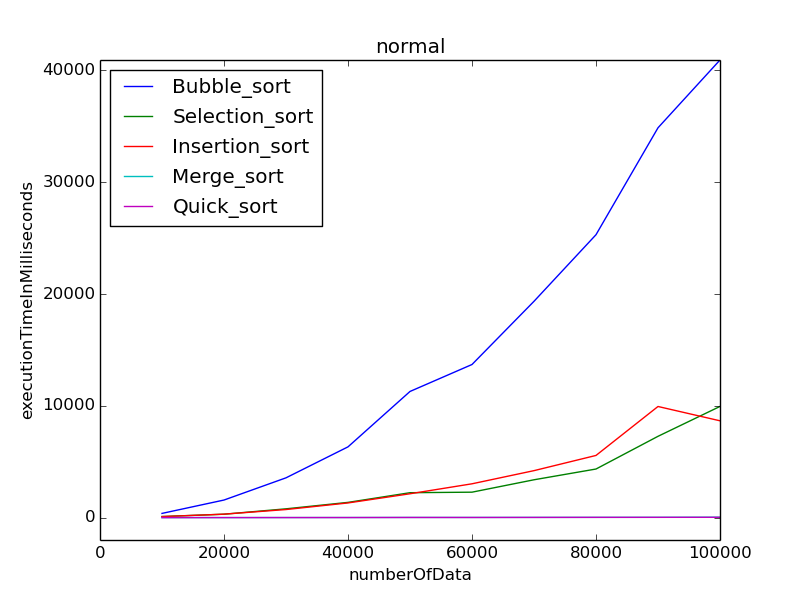 normal
40000
30000
20000
10000
0
executionTimeInMilliseconds
Bubble_sort
Selection_sort
Insertion_sort
Merge_sort
Quick_sort
0 20000 40000 60000 80000 100000
numberOfData